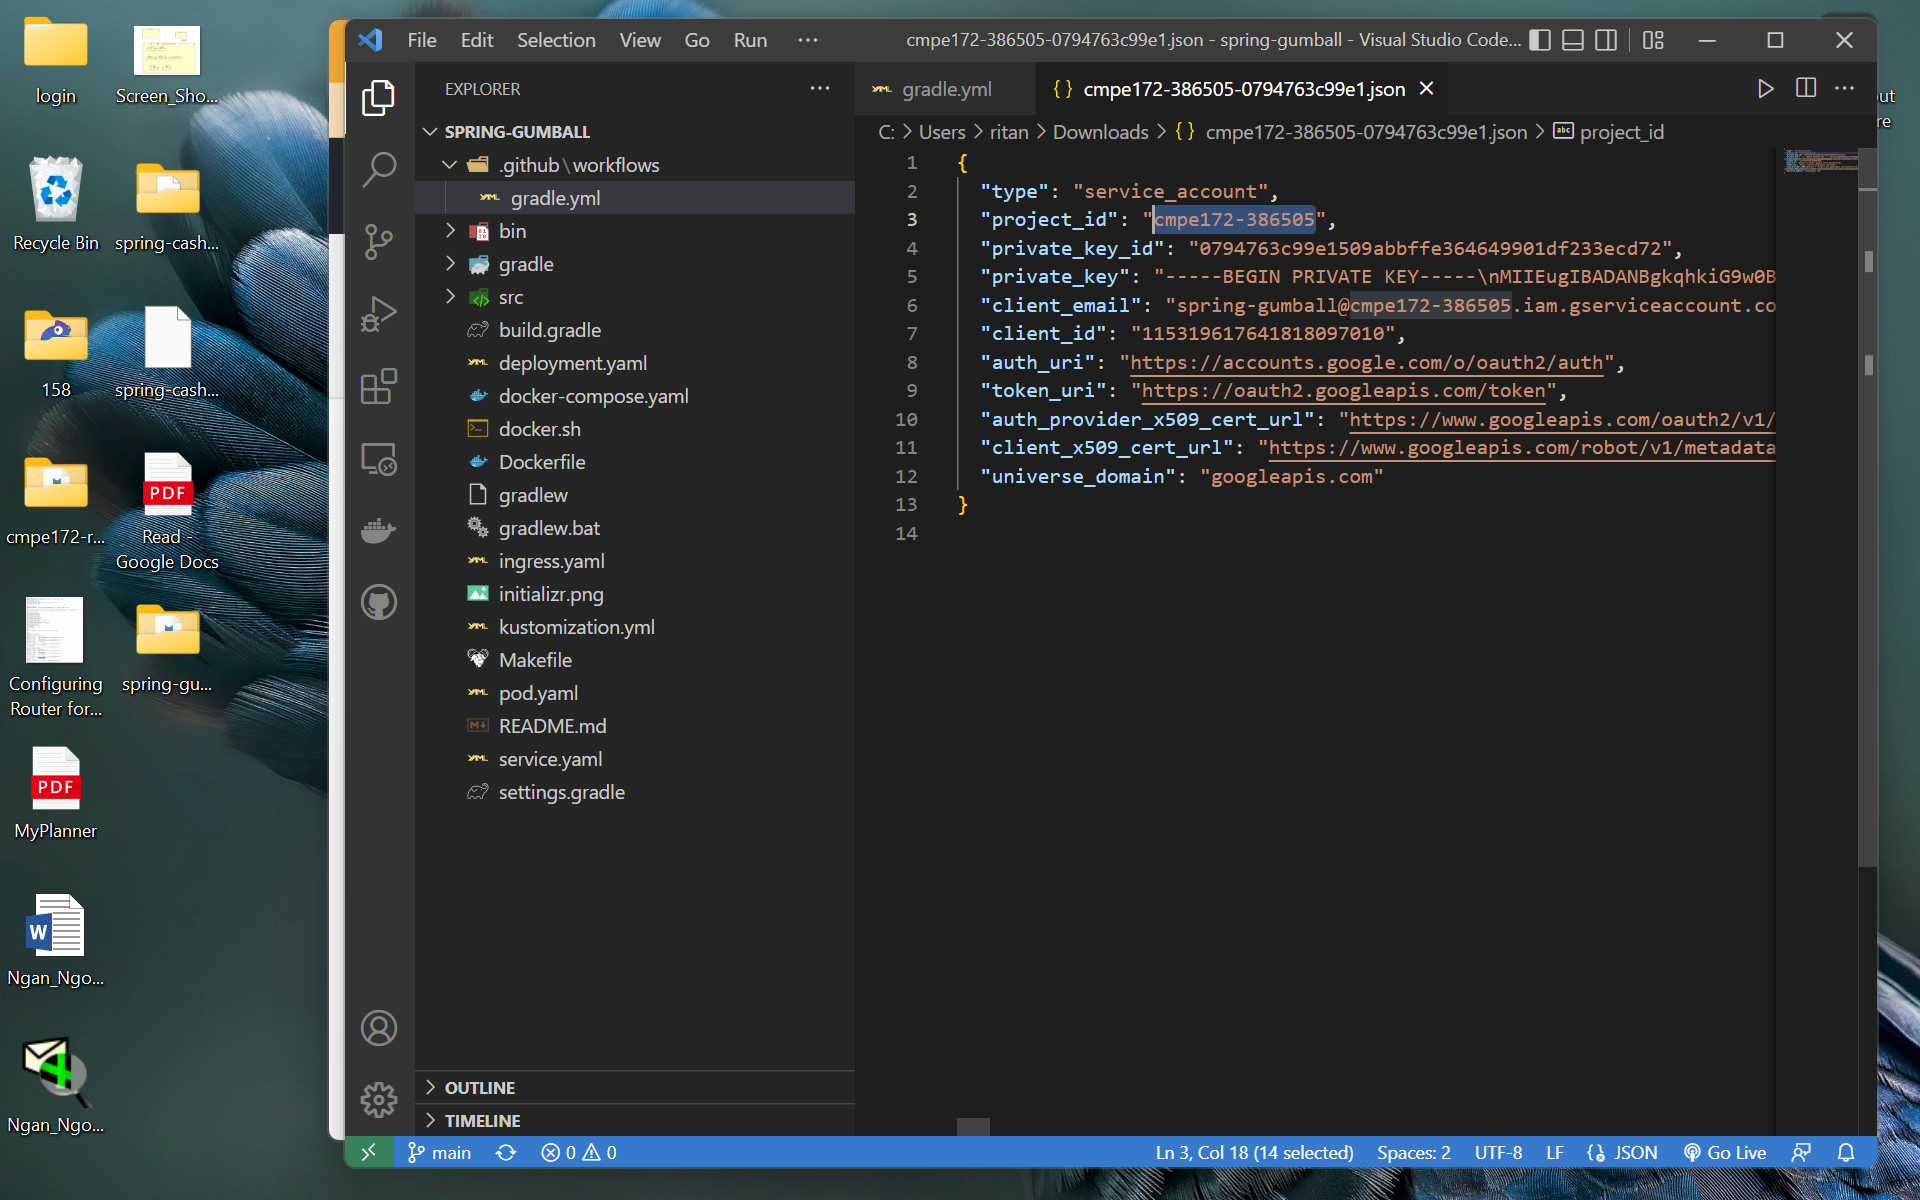 login
Screen_Sho...
Recycle Bin
spring-cash...
158
spring-cash...
cmpe172-r...
PDF
Read -
Google Docs
Configuring
Router for...
spring-gu...
PDF
MyPlanner
W
Ngan_Ngo...
Ngan_Ngo...
File Edit Selection View Go Run ···
cmpe172-386505-0794763c99e1.json - spring-gumball - Visual Studio Code...
EXPLORER
SPRING-GUMBALL
.github\workflows
gradle.yml
bin
gradle
src
build.gradle
deployment.yaml
docker-compose.yaml
docker.sh
Dockerfile
gradlew
gradlew.bat
ingress.yaml
initializr.png
kustomization.yml
Makefile
pod.yaml
README.md
service.yaml
settings.gradle
OUTLINE
TIMELINE
gradle.yml
{} cmpe172-386505-0794763c99e1.json
C: > Users > ritan > Downloads > {} cmpe172-386505-0794763c99e1.json > abc project_id
1 {
2 "type": "service_account",
3 "project_id": "cmpe172-386505",
4 "private_key_id": "0794763c99e1509abbffe364649901df233ecd72",
5 "private_key": "-----BEGIN PRIVATE KEY-----\nMIIEugIBADANBgkqhkiG9w0B
6 "client_email": "spring-gumball@cmpe172-386505.iam.gserviceaccount.co
7 "client_id": "115319617641818097010",
8 "auth_uri": "https://accounts.google.com/o/oauth2/auth",
9 "token_uri": "https://oauth2.googleapis.com/token",
10 "auth_provider_x509_cert_url": "https://www.googleapis.com/oauth2/v1/
11 "client_x509_cert_url": "https://www.googleapis.com/robot/v1/metadata
12 "universe_domain": "googleapis.com"
13 }
14
main 0 0
Ln 3, Col 18 (14 selected) Spaces: 2 UTF-8 LF JSON Go Live